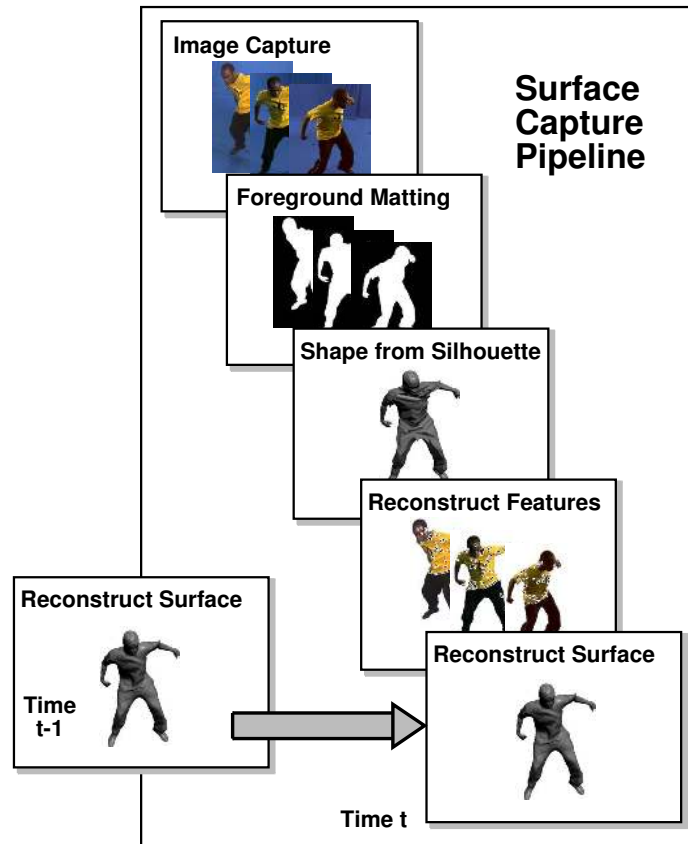 Image Capture
Surface
Capture
Pipeline
Foreground Matting
Shape from Silhouette
Reconstruct Features
Reconstruct Surface
Time
t-1
Reconstruct Surface
Time t